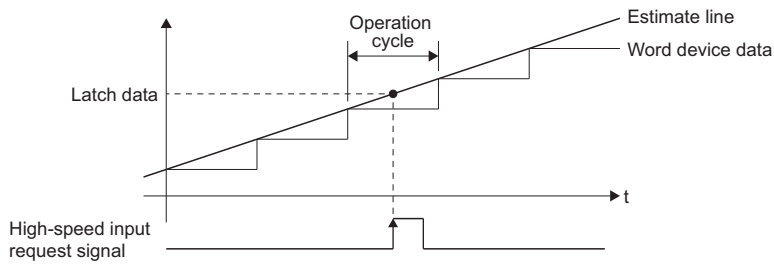 Operation
cycle
Estimate line
Word device data
Latch data
t
High-speed input
request signal